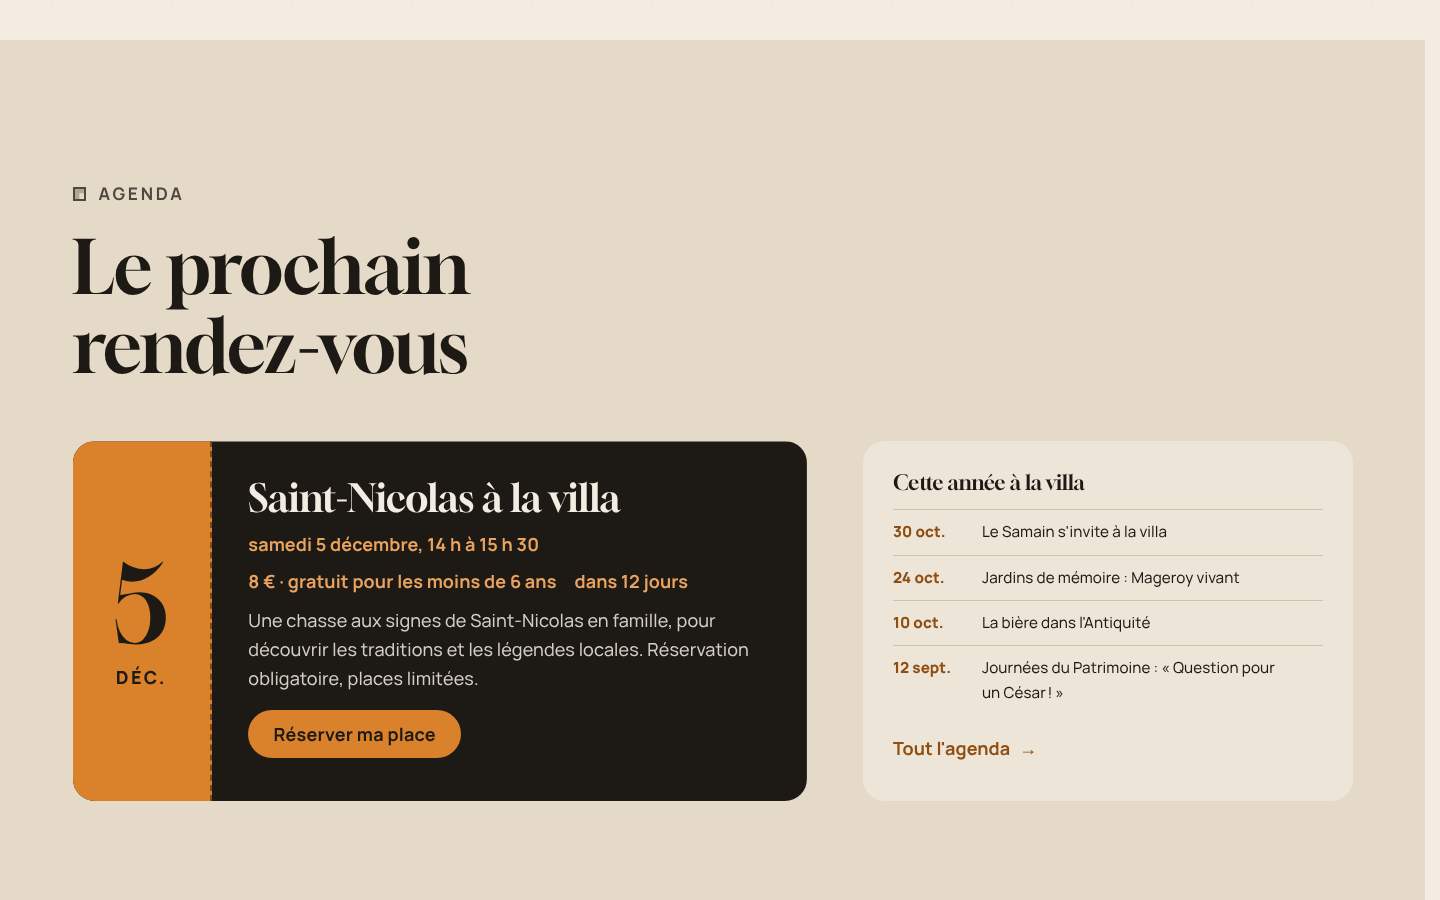 AGENDA
Le prochain
rendez-vous
5
DÉC.
Saint-Nicolas à la villa
samedi 5 décembre, 14 h à 15 h 30
8 € · gratuit pour les moins de 6 ans dans 12 jours
Une chasse aux signes de Saint-Nicolas en famille, pour
découvrir les traditions et les légendes locales. Réservation
obligatoire, places limitées.
Réserver ma place
Cette année à la villa
30 oct. Le Samain s'invite à la villa
24 oct. Jardins de mémoire : Mageroy vivant
10 oct. La bière dans l'Antiquité
12 sept. Journées du Patrimoine : « Question pour
un César ! »
Tout l'agenda →